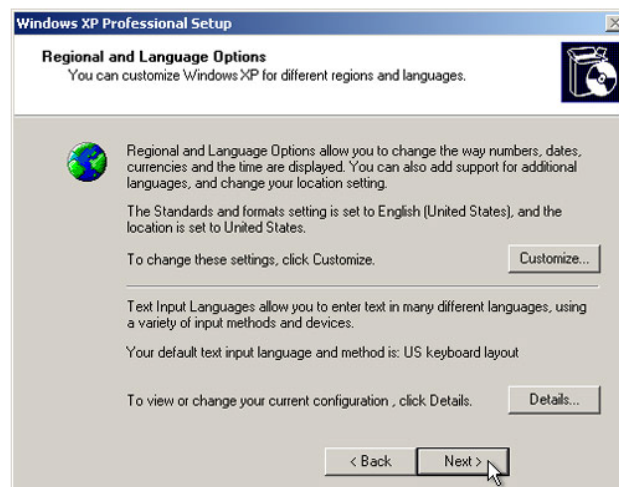 Windows XP Professional Setup
Regional and Language Options
You can customize Windows XP for different regions and languages.
Regional and Language Options allow you to change the way numbers, dates,
currencies and the time are displayed. You can also add support for additional
languages, and change your location setting.
The Standards and formats setting is set to English (United States), and the
location is set to United States.
To change these settings, click Customize.
Customize...
Text Input Languages allow you to enter text in many different languages, using
a variety of input methods and devices.
Your default text input language and method is: US keyboard layout
To view or change your current configuration , click Details.
Details...
< Back
Next >